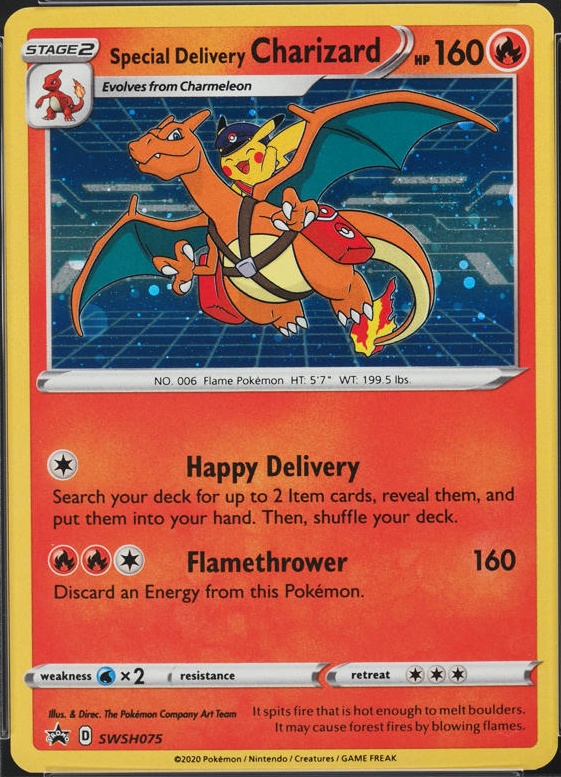 STAGE 2
Special Delivery Charizard HP 160
Evolves from Charmeleon
NO. 006 Flame Pokémon HT: 5'7" WT: 199.5 lbs.
Happy Delivery
Search your deck for up to 2 Item cards, reveal them, and
put them into your hand. Then, shuffle your deck.
Flamethrower 160
Discard an Energy from this Pokémon.
weakness ×2 resistance retreat
Illus. & Direc. The Pokémon Company Art Team
It spits fire that is hot enough to melt boulders.
It may cause forest fires by blowing flames.
D SWSH075
©2020 Pokémon / Nintendo / Creatures / GAME FREAK